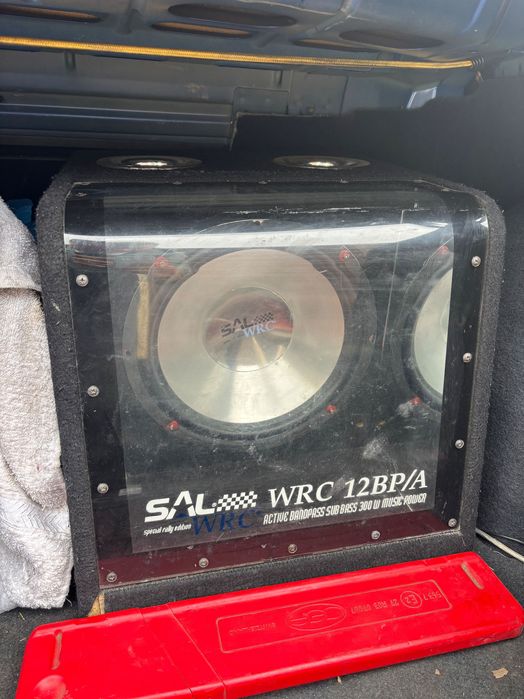 SAL
WRC
SAL WRC 12BP/A
special rally edition WRC ACTIVE BANDPASS SUB BASS 300 W MUSIC POWER